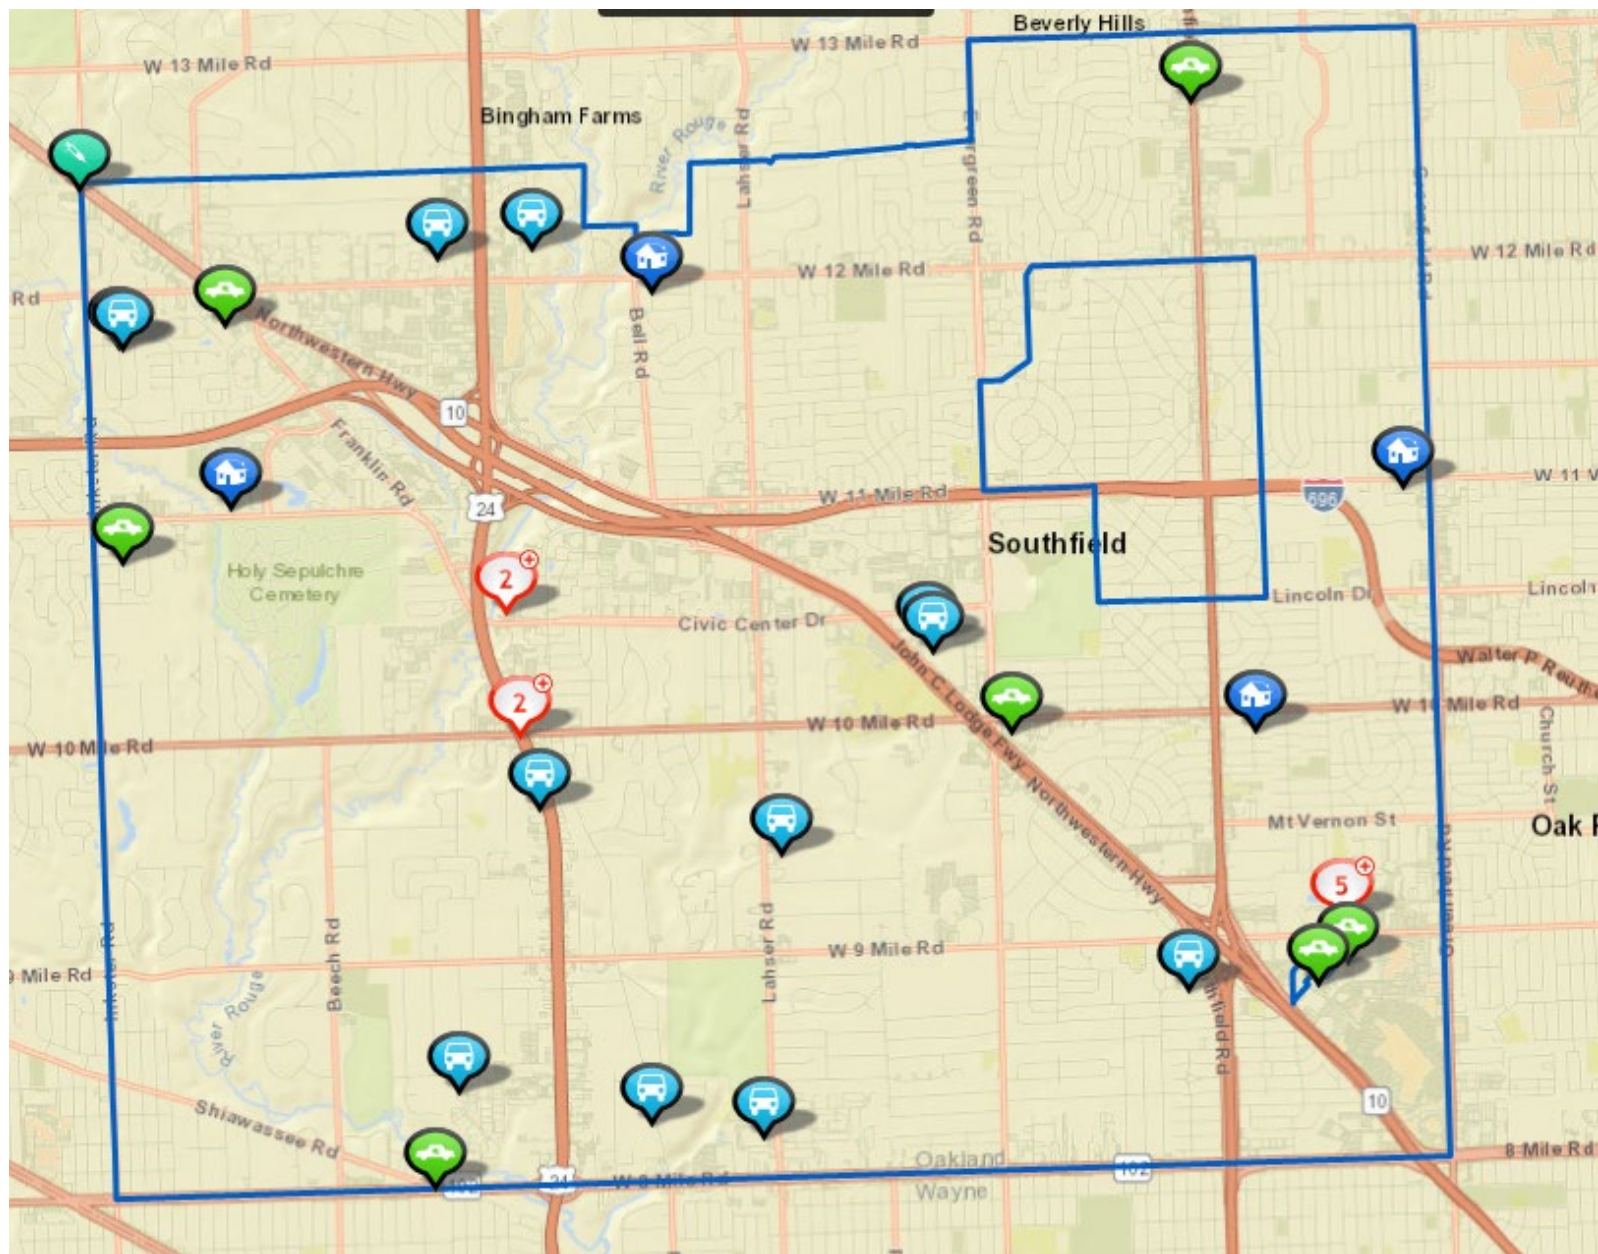 Beverly Hills
W 13 Mile Rd
W 13 Mile Rd
Bingham Farms
River Rouge
Lahser Rd
Evergreen Rd
W 12 Mile Rd
W 12 Mile Rd
Rd
Northwestern Hwy
Bell Rd
10
Franklin Rd
24
W 11 Mile Rd
696
W 11
Southfield
Holy Sepulchre
Cemetery
2
Civic Center Dr
Lincoln Dr
Lincoln
John C Lodge Fwy
Walter P Reuthe
2
W 10 Mile Rd
W 10 Mile Rd
W 10 Mile Rd
Church St
Northwestern Hwy
Mt Vernon St
Oak
5
Beech Rd
Lahser Rd
W 9 Mile Rd
9 Mile Rd
Inkster Rd
River Rouge
hfield Rd
Shiawassee Rd
10
8 Mile Rd
Oakland
Wayne
102
24
W 8 Mile Rd